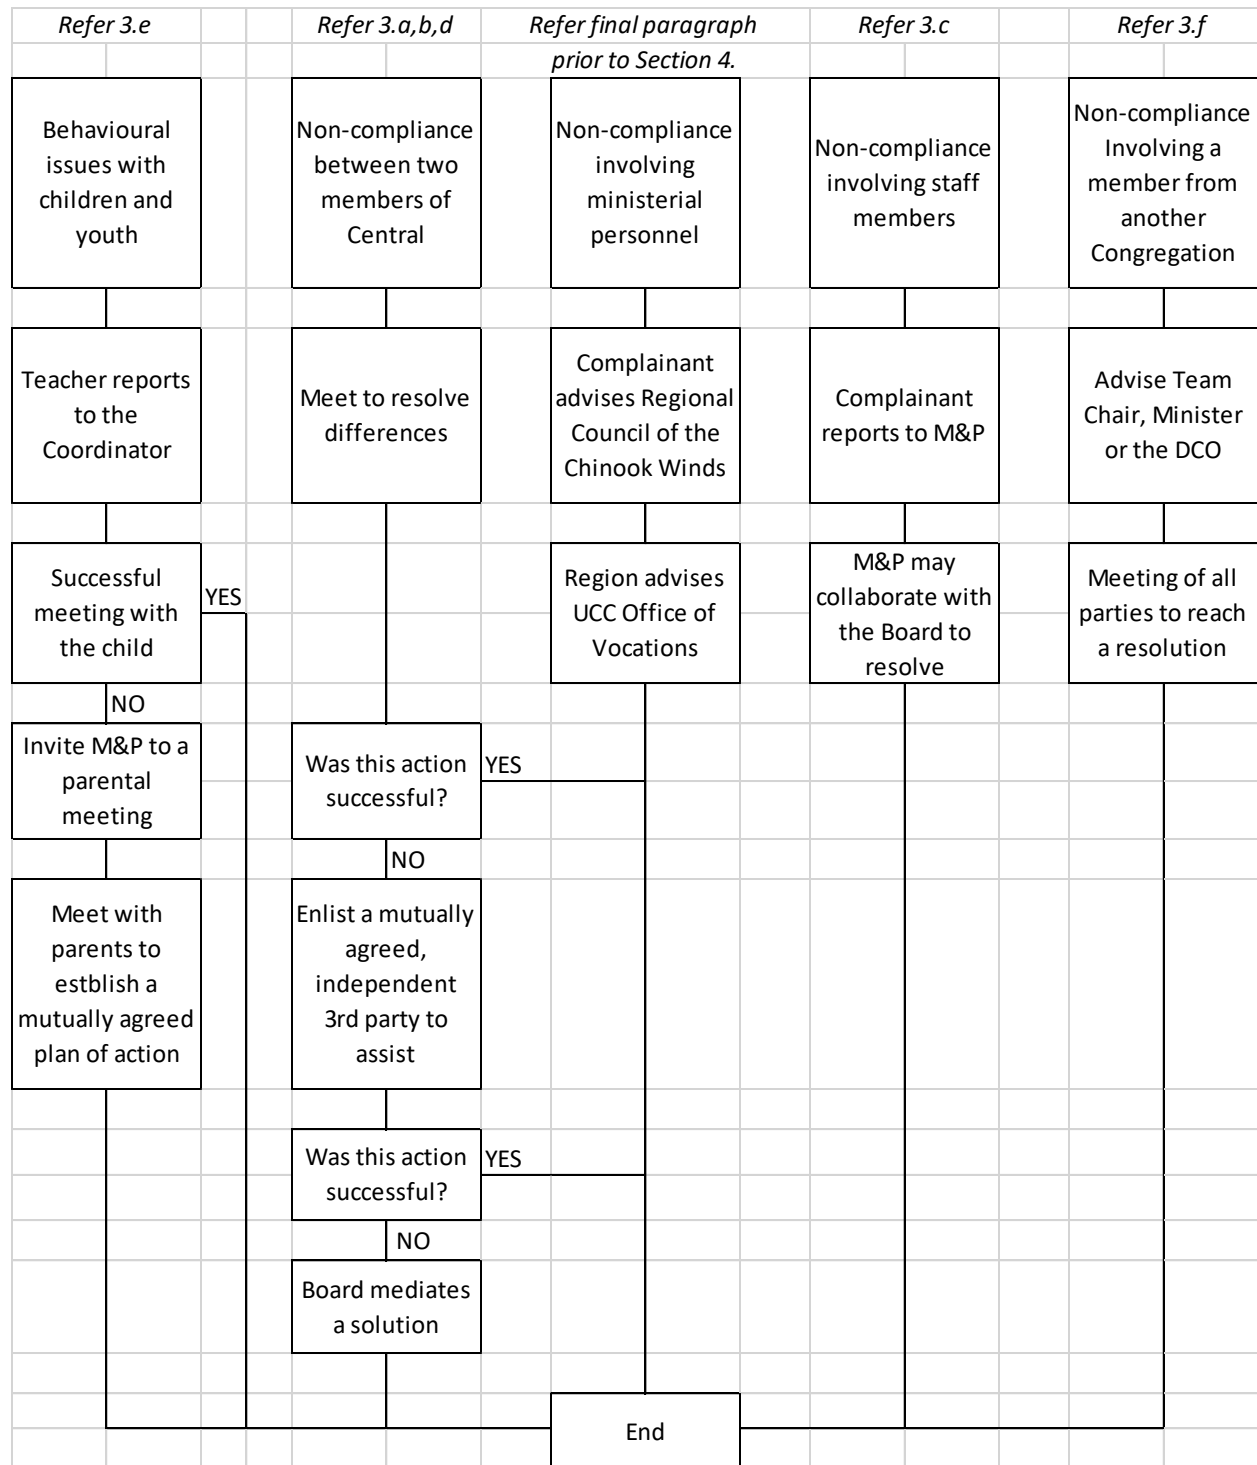 Refer 3.e
Refer 3.a,b,d
Refer final paragraph
prior to Section 4.
Refer 3.c
Refer 3.f
Behavioural
issues with
children and
youth
Non-compliance
between two
members of
Central
Non-compliance
involving
ministerial
personnel
Non-compliance
involving staff
members
Non-compliance
Involving a
member from
another
Congregation
Teacher reports
to the
Coordinator
Meet to resolve
differences
Complainant
advises Regional
Council of the
Chinook Winds
Complainant
reports to M&P
Advise Team
Chair, Minister
or the DCO
Successful
meeting with
the child
YES
Region advises
UCC Office of
Vocations
M&P may
collaborate with
the Board to
resolve
Meeting of all
parties to reach
a resolution
NO
Invite M&P to a
parental
meeting
Was this action
successful?
YES
NO
Meet with
parents to
estblish a
mutually agreed
plan of action
Enlist a mutually
agreed,
independent
3rd party to
assist
Was this action
successful?
YES
NO
Board mediates
a solution
End